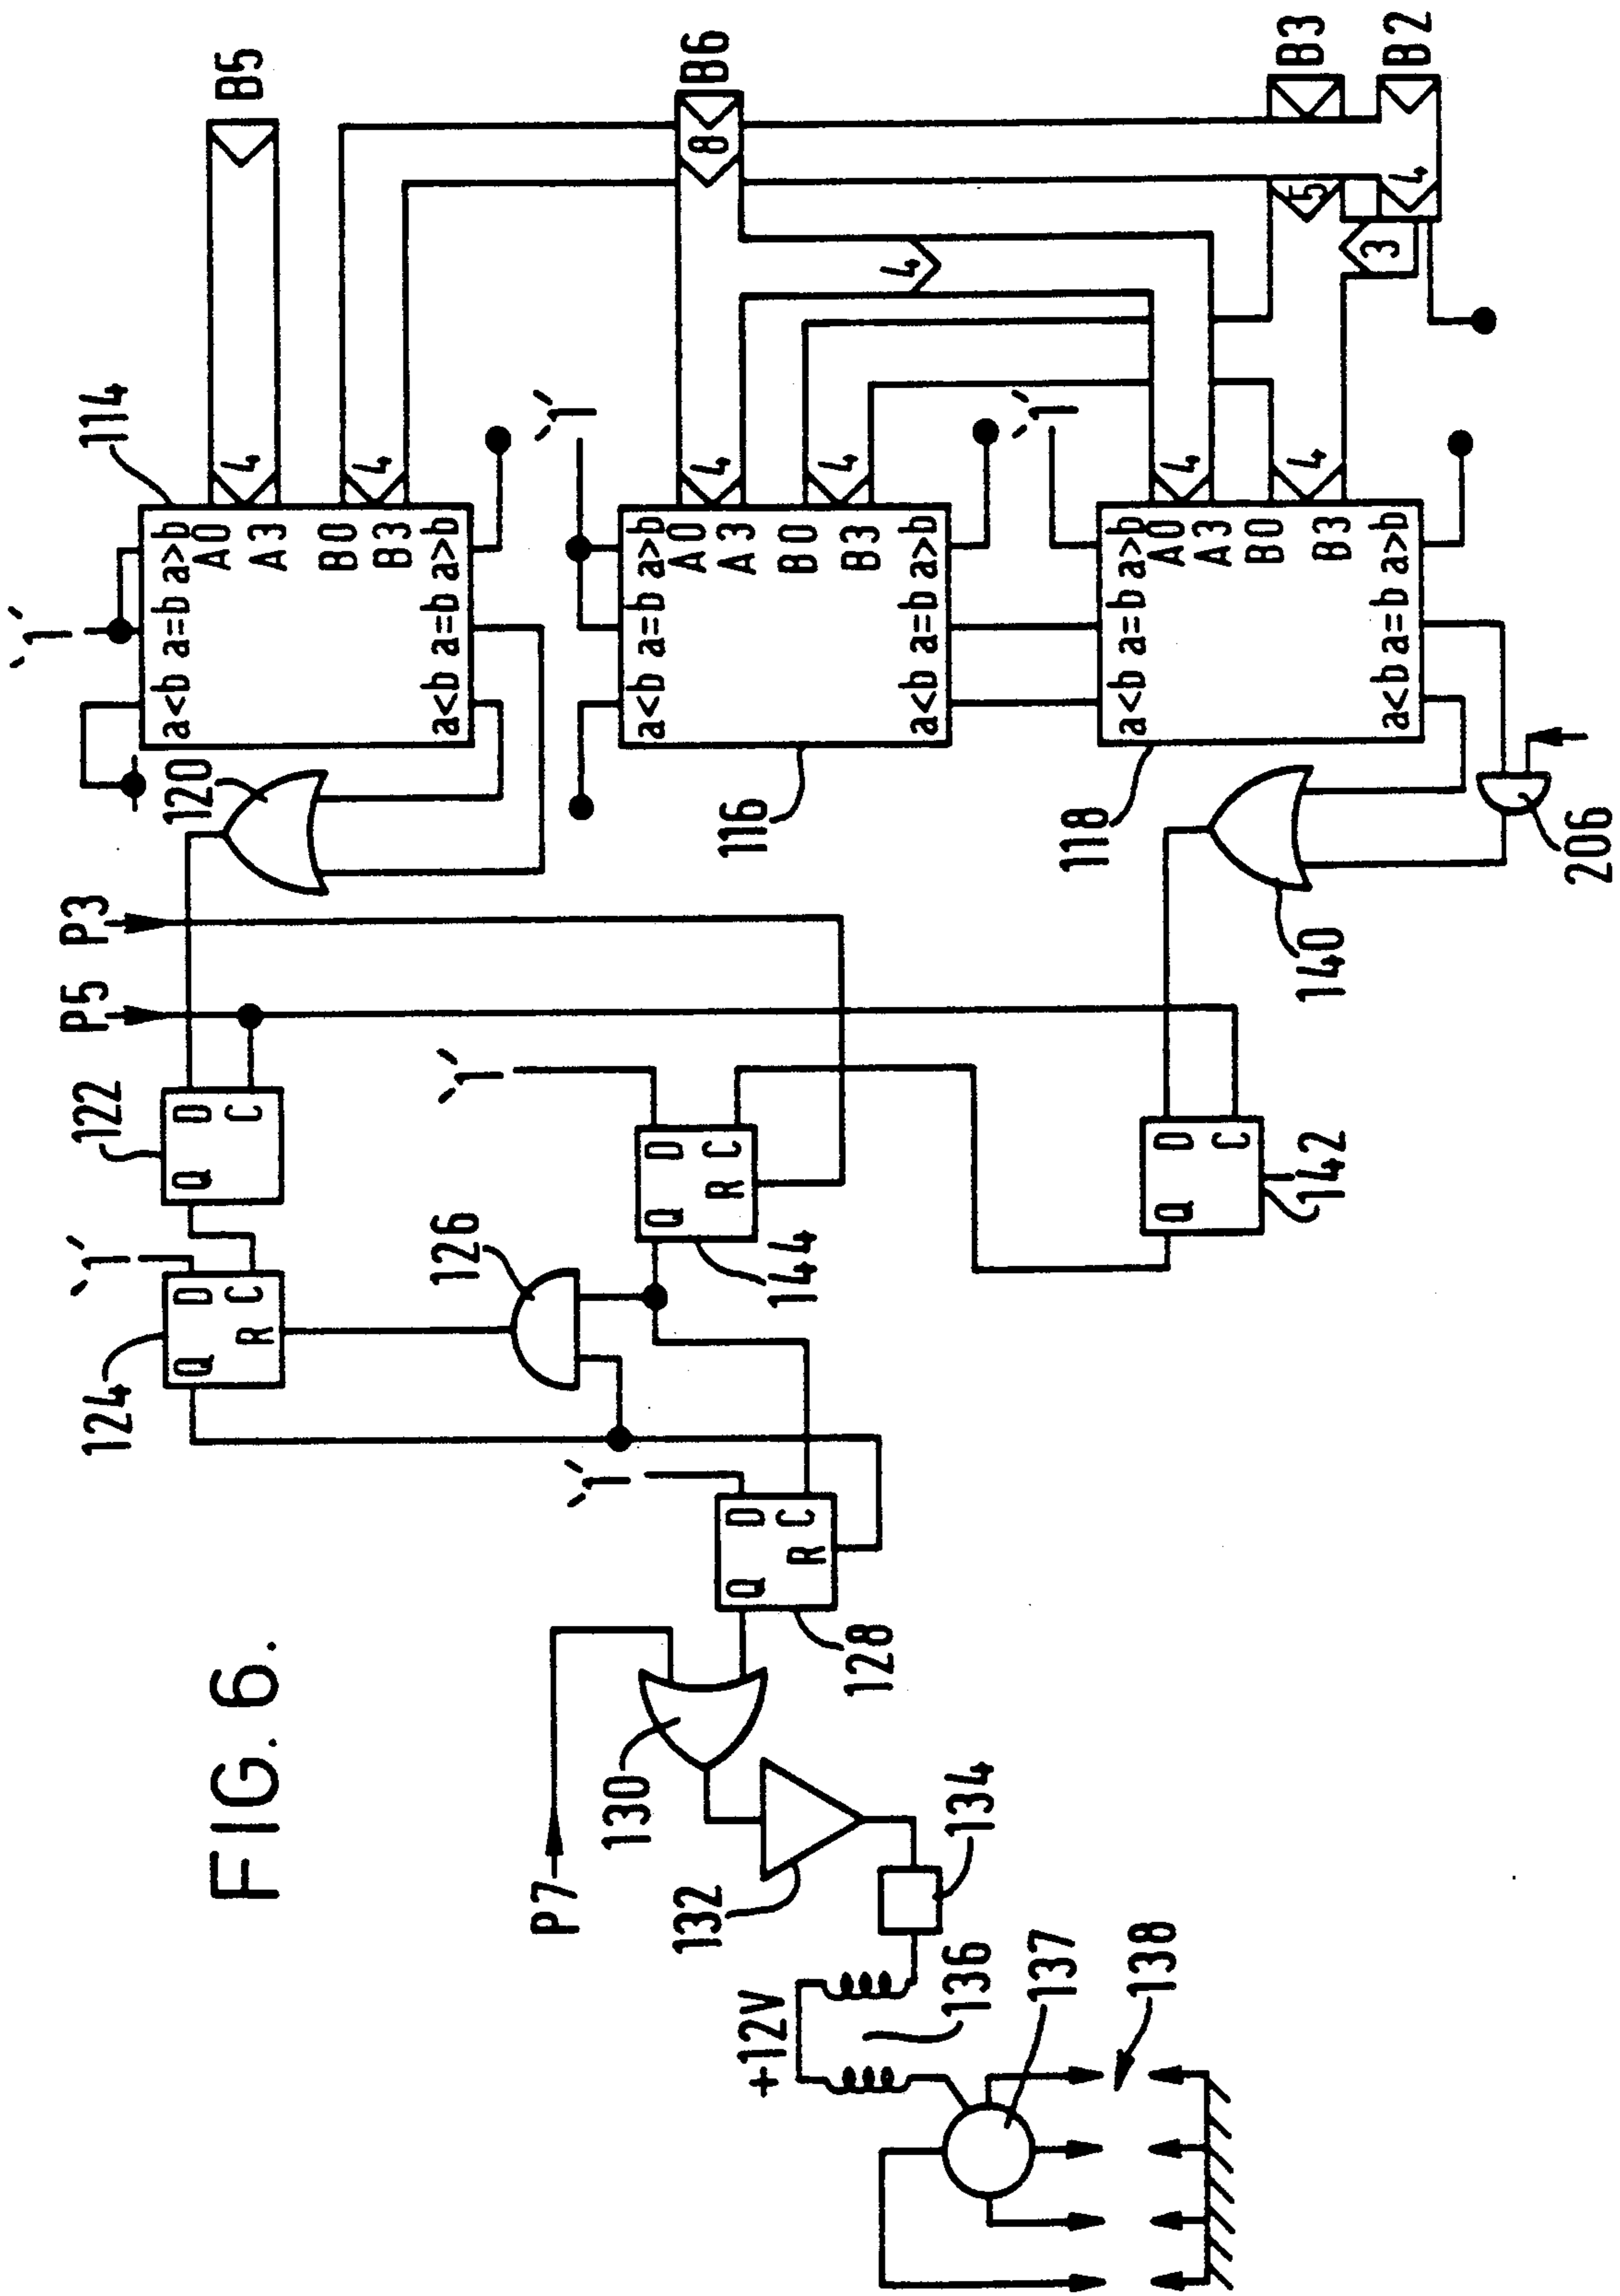 FIG. 6.
B5
B6
B3
B2
8
4
5
4
3
114
'1'
a<b a=b a>b
A0
A3
B0
B3
a<b a=b a>b
4
4
120
'1'
a<b a=b a>b
A0
A3
B0
B3
a<b a=b a>b
4
4
116
'1'
a<b a=b a>b
A0
A3
B0
B3
a<b a=b a>b
4
4
118
206
140
P3
P5
122
Q D
C
'1'
124
Q D
C
R
126
'1'
144
Q D
C
R
142
Q D
C
'1'
128
Q D
C
R
P7
130
132
134
+12V
136
137
138